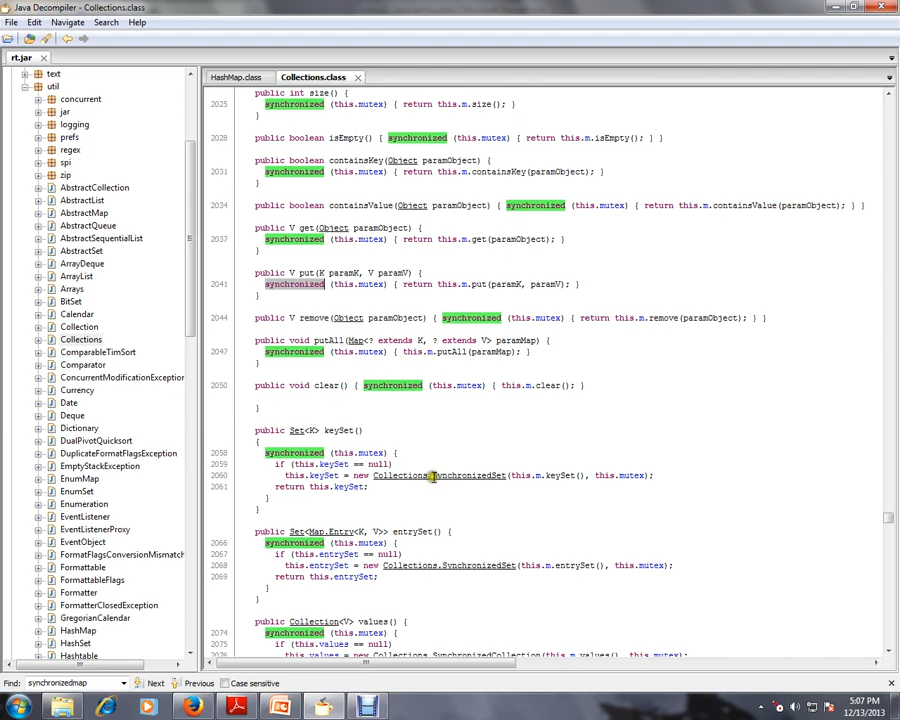 Java Decompiler - Collections.class
File Edit Navigate Search Help
rt.jar
text
util
concurrent
jar
logging
prefs
regex
spi
zip
AbstractCollection
AbstractList
AbstractMap
AbstractQueue
AbstractSequentialList
AbstractSet
ArrayDeque
ArrayList
Arrays
BitSet
Calendar
Collection
Collections
ComparableTimSort
Comparator
ConcurrentModificationException
Currency
Date
Deque
Dictionary
DualPivotQuicksort
DuplicateFormatFlagsException
EmptyStackException
EnumMap
EnumSet
Enumeration
EventListener
EventListenerProxy
EventObject
FormatFlagsConversionMismatch
Formattable
FormattableFlags
Formatter
FormatterClosedException
GregorianCalendar
HashMap
HashSet
Hashtable
HashMap.class Collections.class
public int size() {
2025 synchronized (this.mutex) { return this.m.size(); }
}
2028 public boolean isEmpty() { synchronized (this.mutex) { return this.m.isEmpty(); } }
public boolean containsKey(Object paramObject) {
2031 synchronized (this.mutex) { return this.m.containsKey(paramObject); }
}
2034 public boolean containsValue(Object paramObject) { synchronized (this.mutex) { return this.m.containsValue(paramObject); } }
public V get(Object paramObject) {
2037 synchronized (this.mutex) { return this.m.get(paramObject); }
}
public V put(K paramK, V paramV) {
2041 synchronized (this.mutex) { return this.m.put(paramK, paramV); }
}
2044 public V remove(Object paramObject) { synchronized (this.mutex) { return this.m.remove(paramObject); } }
public void putAll(Map<? extends K, ? extends V> paramMap) {
2047 synchronized (this.mutex) { this.m.putAll(paramMap); }
}
2050 public void clear() { synchronized (this.mutex) { this.m.clear(); }
}
public Set<K> keySet()
{
2058 synchronized (this.mutex) {
2059 if (this.keySet == null)
2060 this.keySet = new Collections.SynchronizedSet(this.m.keySet(), this.mutex);
2061 return this.keySet;
}
}
public Set<Map.Entry<K, V>> entrySet() {
2066 synchronized (this.mutex) {
2067 if (this.entrySet == null)
2068 this.entrySet = new Collections.SynchronizedSet(this.m.entrySet(), this.mutex);
2069 return this.entrySet;
}
}
public Collection<V> values() {
2074 synchronized (this.mutex) {
2075 if (this.values == null)
2076 this.values = new Collections.SynchronizedCollection(this.m.values(), this.mutex);
Find: synchronizedmap Next Previous Case sensitive
5:07 PM
12/13/2013